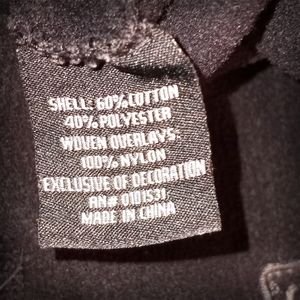 SHELL: 60% COTTON
40% POLYESTER
WOVEN OVERLAYS:
100% NYLON
EXCLUSIVE OF DECORATION
RN# 0101531
MADE IN CHINA